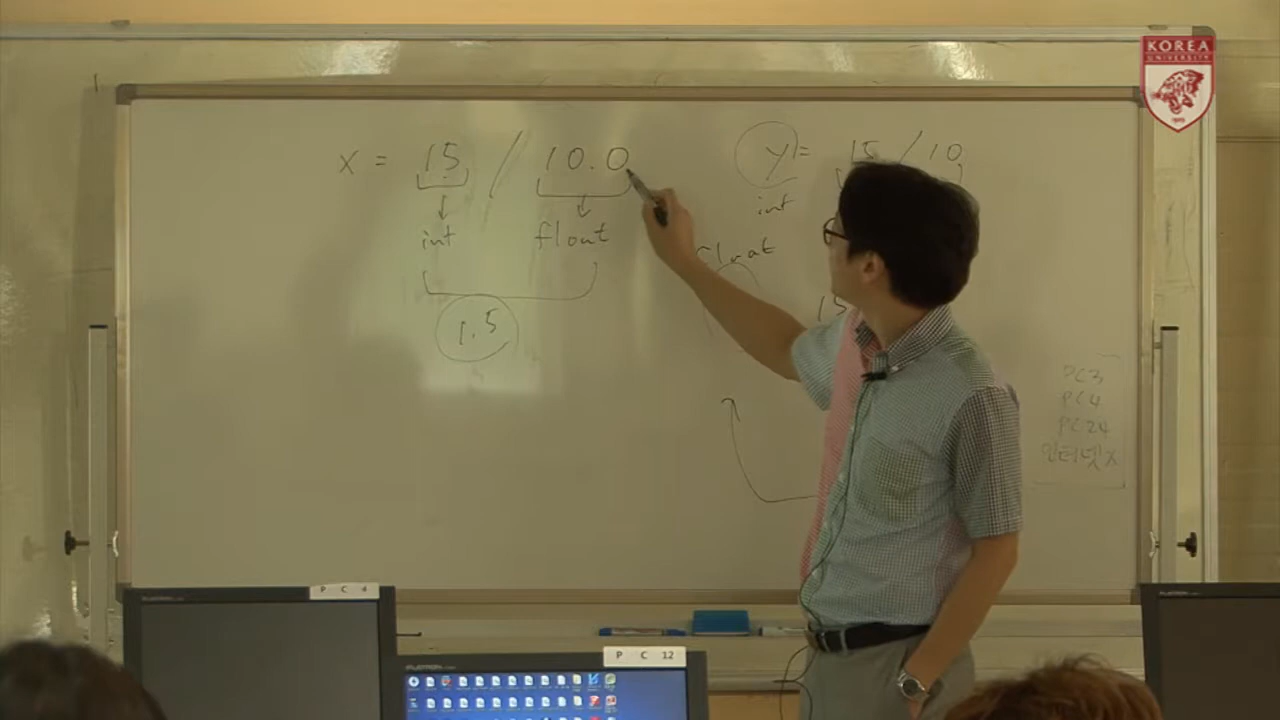 KOREA
UNIVERSITY
x = 15 / 10.0
y = 15 / 10
int
int
float
float
1.5
15
PC3
PC4
PC24
인터넷 x
P C 4
P C 12